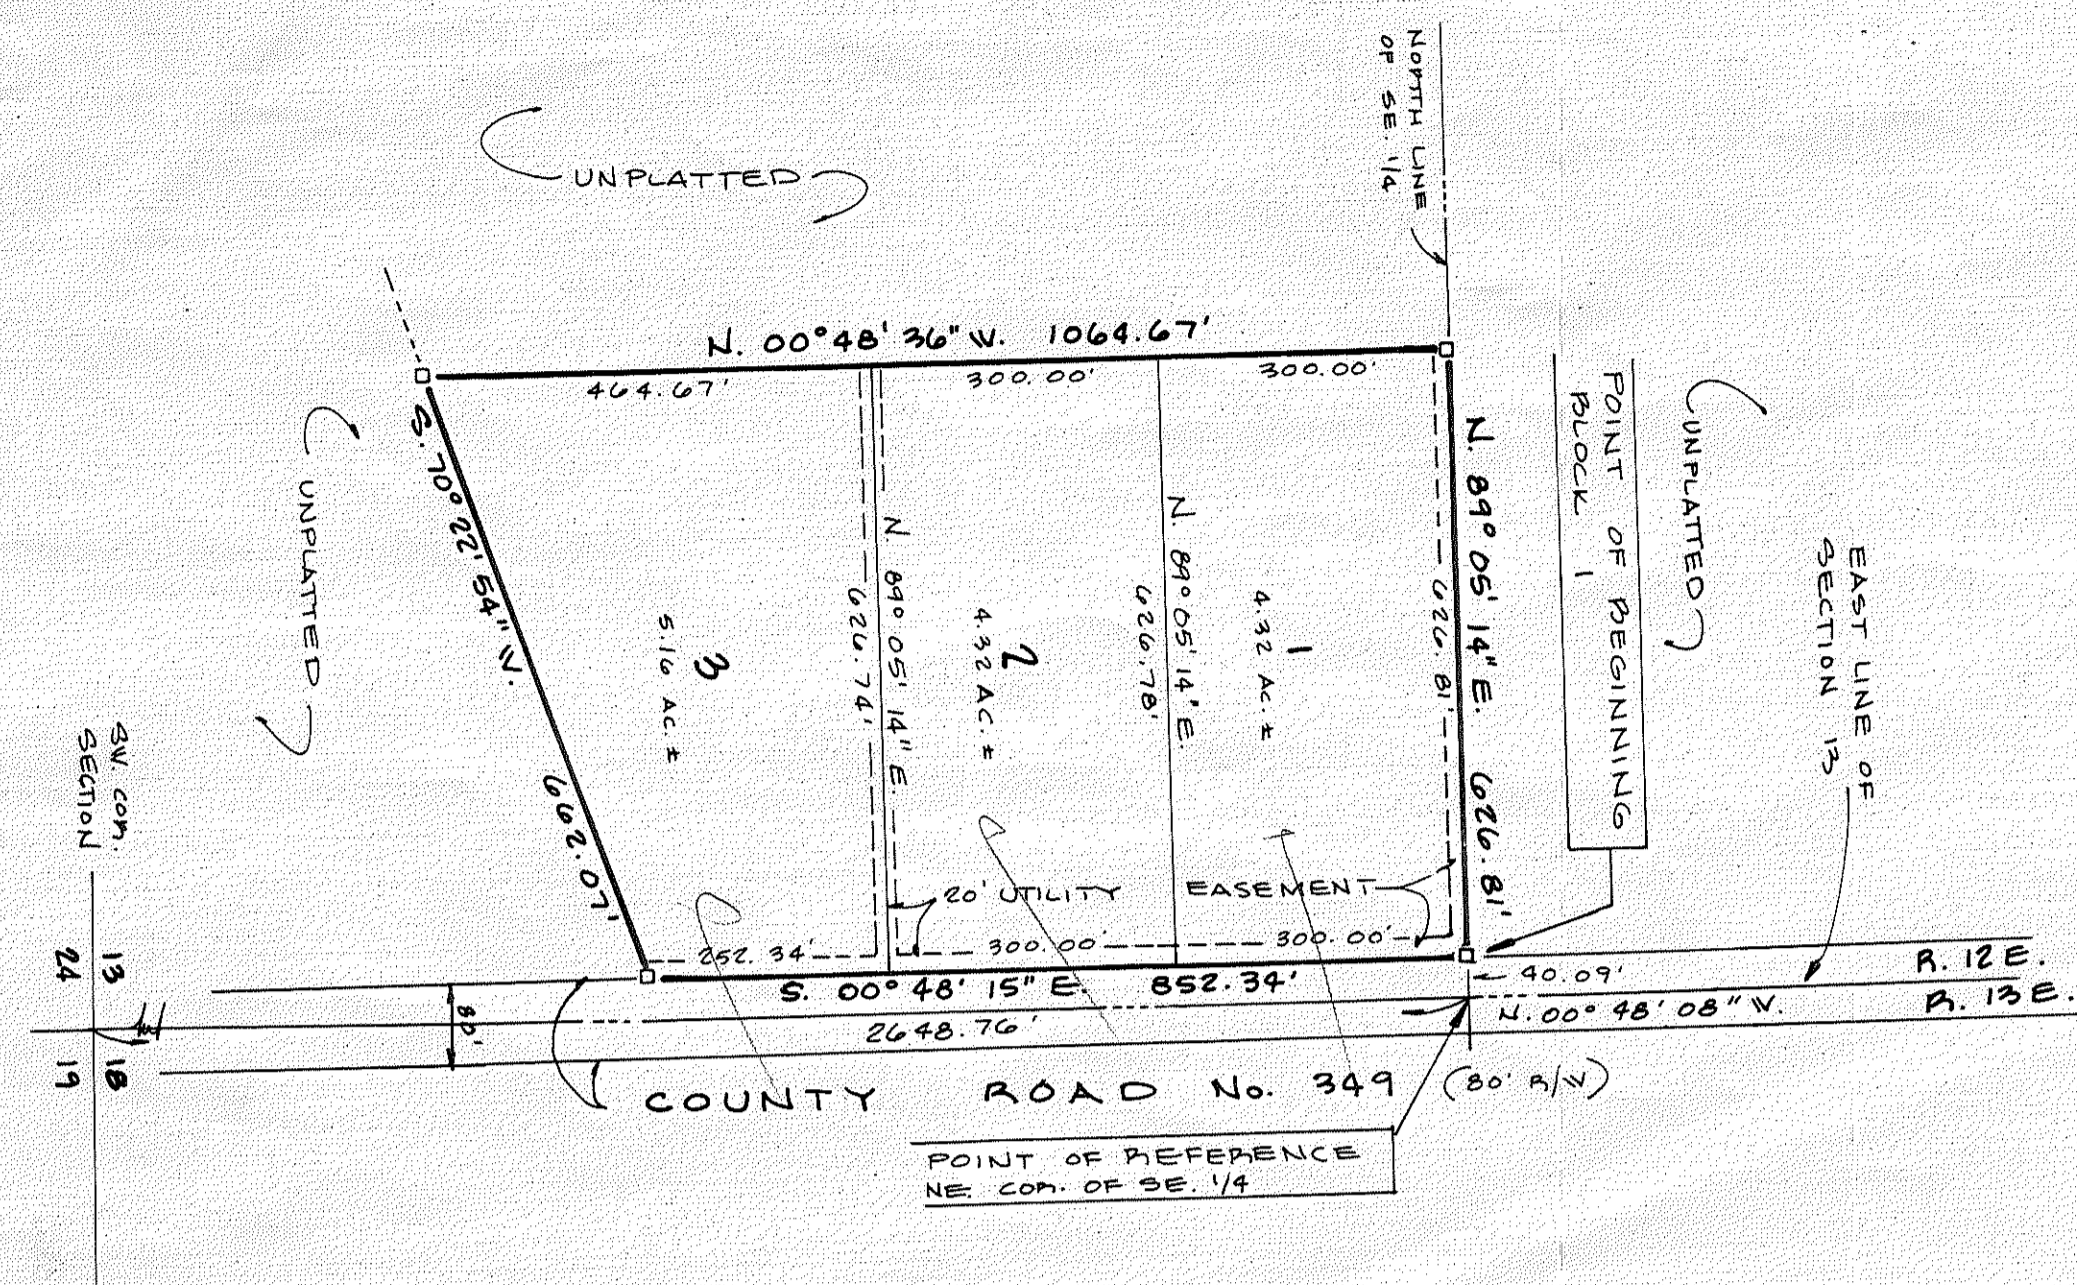 NORTH LINE
OF SE. 1/4
UNPLATTED
N. 00°48'36" W. 1064.67'
464.67'
300.00'
300.00'
S. 70°22'54" W.
662.07'
UNPLATTED
N. 89°05'14" E. 626.81'
626.81'
POINT OF BEGINNING
BLOCK 1
UNPLATTED
EAST LINE OF
SECTION 13
1
4.32 AC.±
N. 89°05'14" E.
626.78'
2
4.32 AC.±
N. 89°05'14" E.
626.74'
3
5.16 AC.±
SW. COR.
SECTION
20' UTILITY EASEMENT
252.34'
300.00'
300.00'
S. 00°48'15" E. 852.34'
40.09'
R. 12 E.
R. 13 E.
N. 00°48'08" W.
2648.76'
80'
13
24
18
19
COUNTY ROAD No. 349 (80' R/W)
POINT OF REFERENCE
NE. COR. OF SE. 1/4